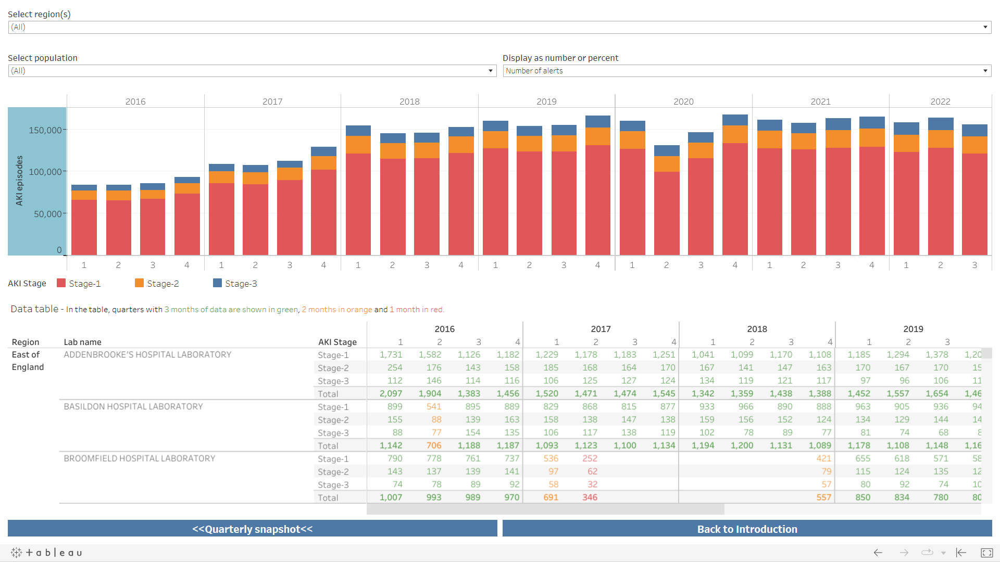 Select region(s)
(All)
Select population
Display as number or percent
(All)
Number of alerts
2016 2017 2018 2019 2020 2021 2022
AKI episodes
150,000
100,000
50,000
0
1 2 3 4 1 2 3 4 1 2 3 4 1 2 3 4 1 2 3 4 1 2 3 4 1 2 3
AKI Stage Stage-1 Stage-2 Stage-3
Data table - In the table, quarters with 3 months of data are shown in green, 2 months in orange and 1 month in red.
2016 2017 2018 2019
Region Lab name AKI Stage 1 2 3 4 1 2 3 4 1 2 3 4 1 2 3
East of England ADDENBROOKE'S HOSPITAL LABORATORY Stage-1 1,731 1,582 1,126 1,182 1,229 1,178 1,183 1,251 1,041 1,099 1,170 1,108 1,185 1,294 1,378 1,20
Stage-2 254 176 143 158 185 168 164 170 167 141 147 163 170 167 170 15
Stage-3 112 146 114 116 106 125 127 124 134 119 121 117 97 96 106 11
Total 2,097 1,904 1,383 1,456 1,520 1,471 1,474 1,545 1,342 1,359 1,438 1,388 1,452 1,557 1,654 1,46
BASILDON HOSPITAL LABORATORY Stage-1 899 541 895 889 829 868 815 877 933 966 890 888 963 905 936 94
Stage-2 155 88 139 163 158 138 147 138 159 156 152 124 134 129 144 14
Stage-3 88 77 154 135 106 117 138 119 102 78 89 77 81 74 68 8
Total 1,142 706 1,188 1,187 1,093 1,123 1,100 1,134 1,194 1,200 1,131 1,089 1,178 1,108 1,148 1,16
BROOMFIELD HOSPITAL LABORATORY Stage-1 790 778 761 737 536 252 421 655 618 571 58
Stage-2 143 137 139 141 97 62 79 115 124 135 12
Stage-3 74 78 89 92 58 32 57 80 92 74 10
Total 1,007 993 989 970 691 346 557 850 834 780 80
<<Quarterly snapshot<<
Back to Introduction
+ a b | e a u